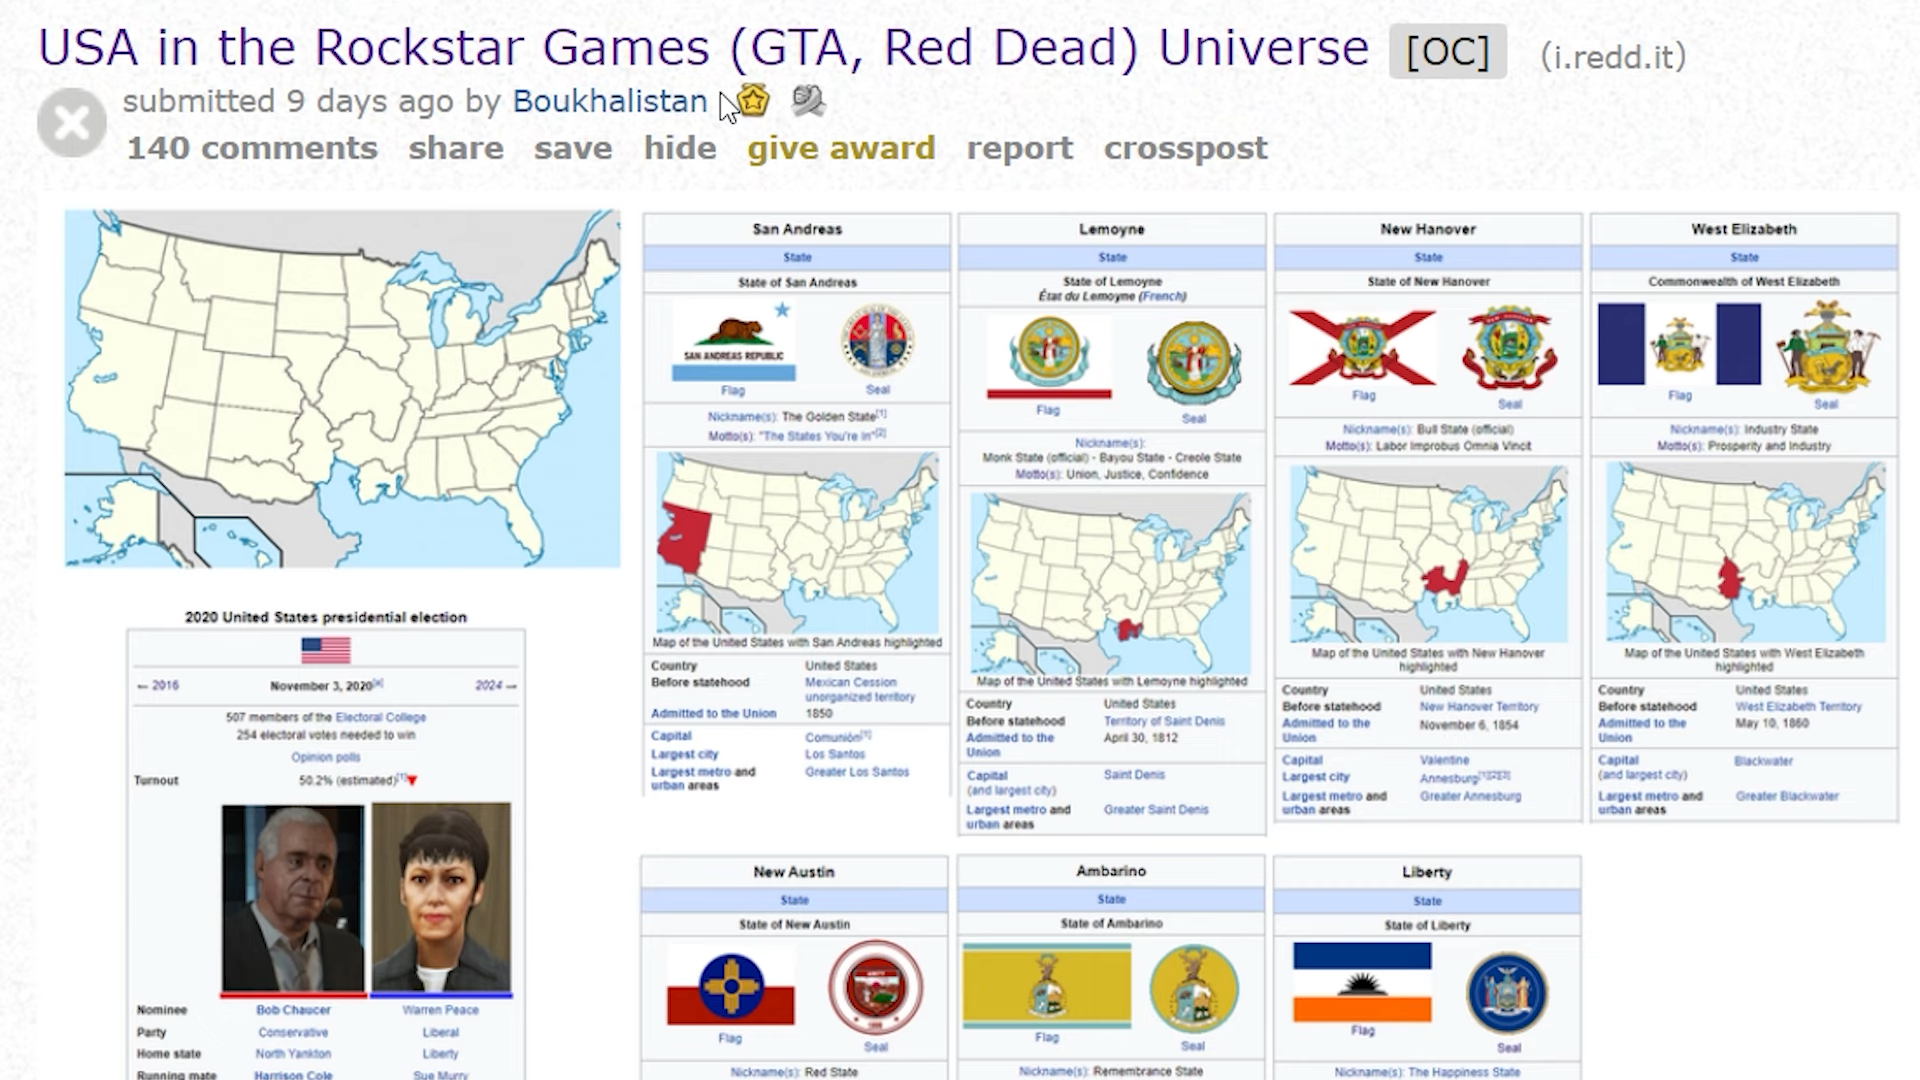 USA in the Rockstar Games (GTA, Red Dead) Universe [OC] (i.redd.it)
submitted 9 days ago by Boukhalistan
140 comments share save hide give award report crosspost
2020 United States presidential election
← 2016 November 3, 2020[a] 2024 →
507 members of the Electoral College
254 electoral votes needed to win
Opinion polls
Turnout 50.2% (estimated)[1]
Nominee Bob Chaucer Warren Peace
Party Conservative Liberal
Home state North Yankton Liberty
Running mate Harrison Cole Sue Murry
San Andreas
State
State of San Andreas
SAN ANDREAS REPUBLIC
Flag Seal
Nickname(s): The Golden State[1]
Motto(s): "The States You're In"[2]
Map of the United States with San Andreas highlighted
Country United States
Before statehood Mexican Cession
unorganized territory
Admitted to the Union 1850
Capital Comunión[1]
Largest city Los Santos
Largest metro and Greater Los Santos
urban areas
Lemoyne
State
State of Lemoyne
État du Lemoyne (French)
Flag Seal
Nickname(s):
Monk State (official) - Bayou State - Creole State
Motto(s): Union, Justice, Confidence
Map of the United States with Lemoyne highlighted
Country United States
Before statehood Territory of Saint Denis
Admitted to the April 30, 1812
Union
Capital Saint Denis
(and largest city)
Largest metro and Greater Saint Denis
urban areas
New Hanover
State
State of New Hanover
Flag Seal
Nickname(s): Bull State (official)
Motto(s): Labor Improbus Omnia Vincit
Map of the United States with New Hanover
highlighted
Country United States
Before statehood New Hanover Territory
Admitted to the November 6, 1854
Union
Capital Valentine
Largest city Annesburg[1][2][3]
Largest metro and Greater Annesburg
urban areas
West Elizabeth
State
Commonwealth of West Elizabeth
Flag Seal
Nickname(s): Industry State
Motto(s): Prosperity and Industry
Map of the United States with West Elizabeth
highlighted
Country United States
Before statehood West Elizabeth Territory
Admitted to the May 10, 1860
Union
Capital Blackwater
(and largest city)
Largest metro and Greater Blackwater
urban areas
New Austin
State
State of New Austin
Flag Seal
Nickname(s): Red State
Ambarino
State
State of Ambarino
Flag Seal
Nickname(s): Remembrance State
Liberty
State
State of Liberty
Flag Seal
Nickname(s): The Happiness State